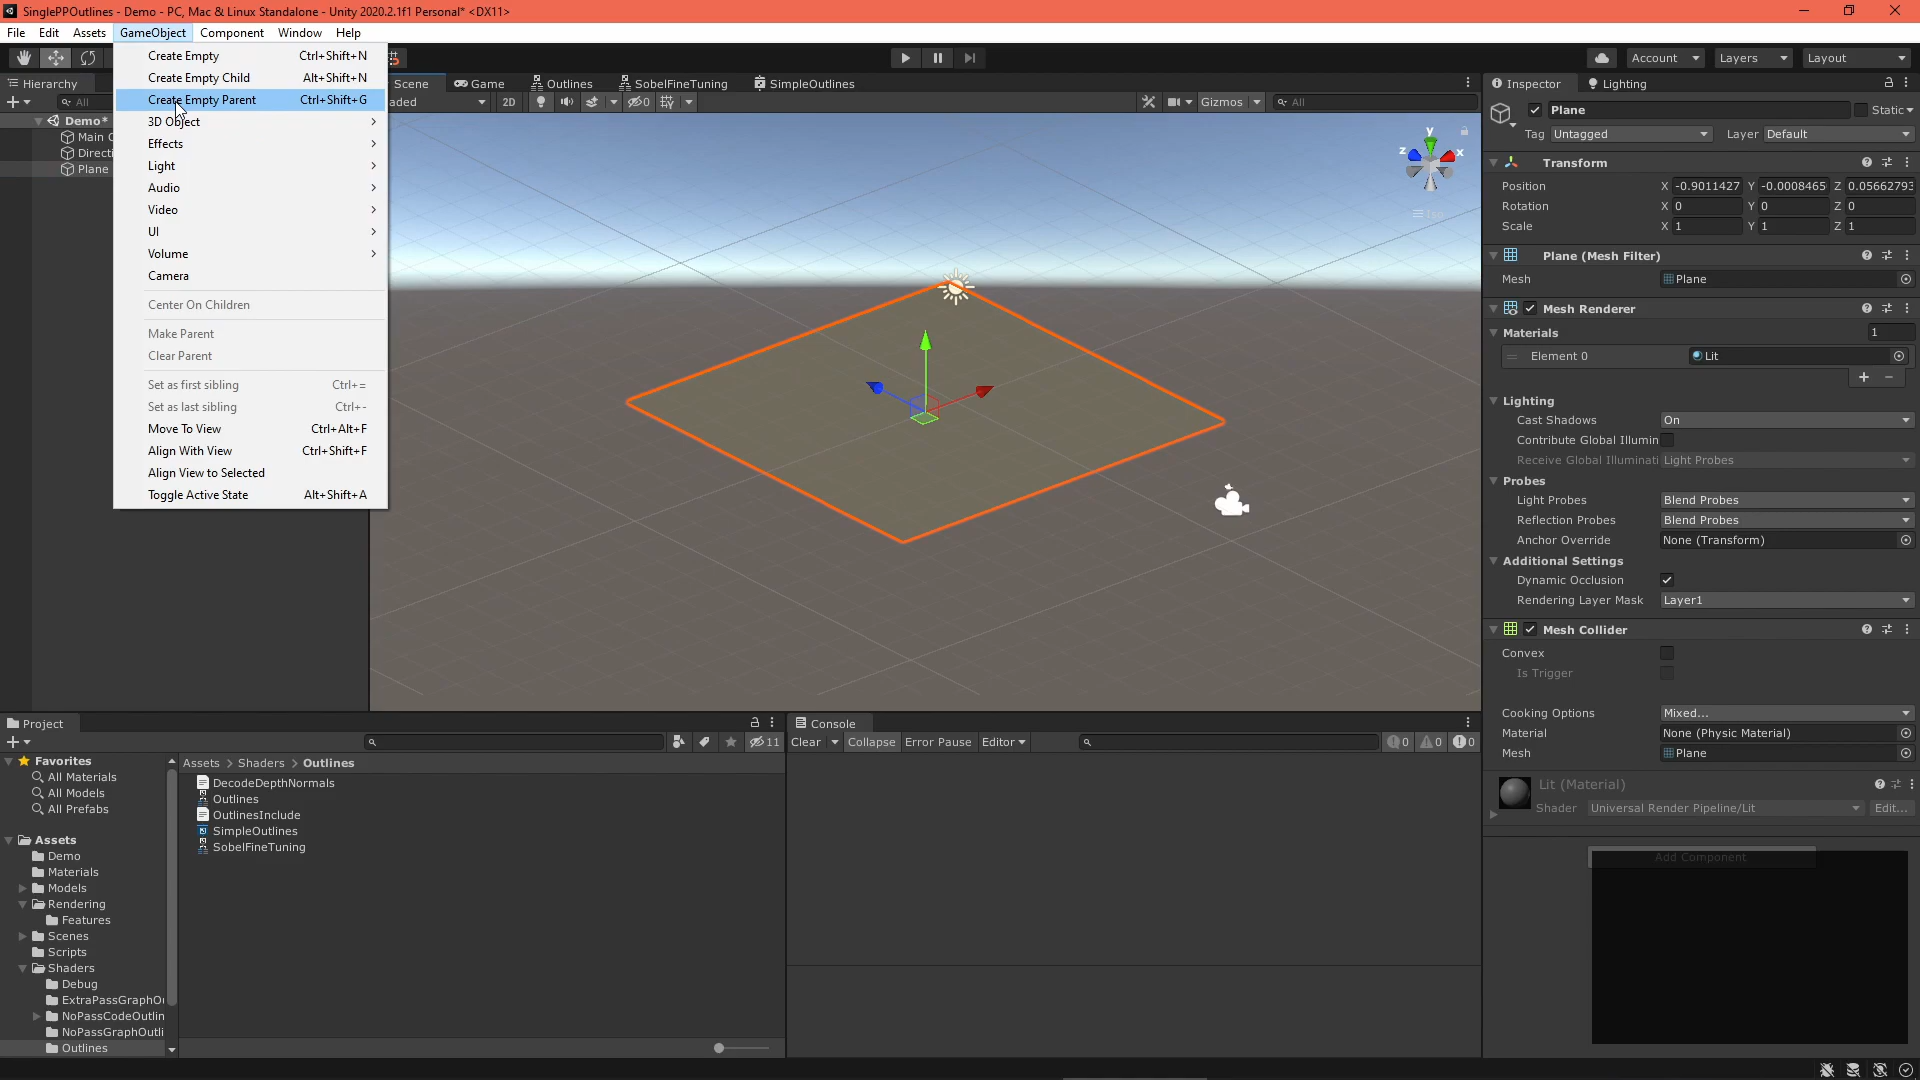 SinglePPOutlines - Demo - PC, Mac & Linux Standalone - Unity 2020.2.1f1 Personal* <DX11>
File Edit Assets GameObject Component Window Help
Account Layers Layout
Hierarchy
All
Demo*
Main C
Directi
Plane
Create Empty Ctrl+Shift+N
Create Empty Child Alt+Shift+N
Create Empty Parent Ctrl+Shift+G
3D Object
Effects
Light
Audio
Video
UI
Volume
Camera
Center On Children
Make Parent
Clear Parent
Set as first sibling Ctrl+=
Set as last sibling Ctrl+-
Move To View Ctrl+Alt+F
Align With View Ctrl+Shift+F
Align View to Selected
Toggle Active State Alt+Shift+A
Scene Game Outlines SobelFineTuning SimpleOutlines
aded 2D 0 Gizmos All
y
z x
Iso
Inspector Lighting
Plane Static
Tag Untagged Layer Default
Transform
Position X -0.9011427 Y -0.0008465 Z 0.05662793
Rotation X 0 Y 0 Z 0
Scale X 1 Y 1 Z 1
Plane (Mesh Filter)
Mesh Plane
Mesh Renderer
Materials 1
Element 0 Lit
Lighting
Cast Shadows On
Contribute Global Illumin
Receive Global Illuminati Light Probes
Probes
Light Probes Blend Probes
Reflection Probes Blend Probes
Anchor Override None (Transform)
Additional Settings
Dynamic Occlusion
Rendering Layer Mask Layer1
Mesh Collider
Convex
Is Trigger
Cooking Options Mixed...
Material None (Physic Material)
Mesh Plane
Lit (Material)
Shader Universal Render Pipeline/Lit Edit...
Add Component
Project
11
Favorites
All Materials
All Models
All Prefabs
Assets
Demo
Materials
Models
Rendering
Features
Scenes
Scripts
Shaders
Debug
ExtraPassGraphOu
NoPassCodeOutlin
NoPassGraphOutli
Outlines
Assets > Shaders > Outlines
DecodeDepthNormals
Outlines
OutlinesInclude
SimpleOutlines
SobelFineTuning
Console
Clear Collapse Error Pause Editor 0 0 0